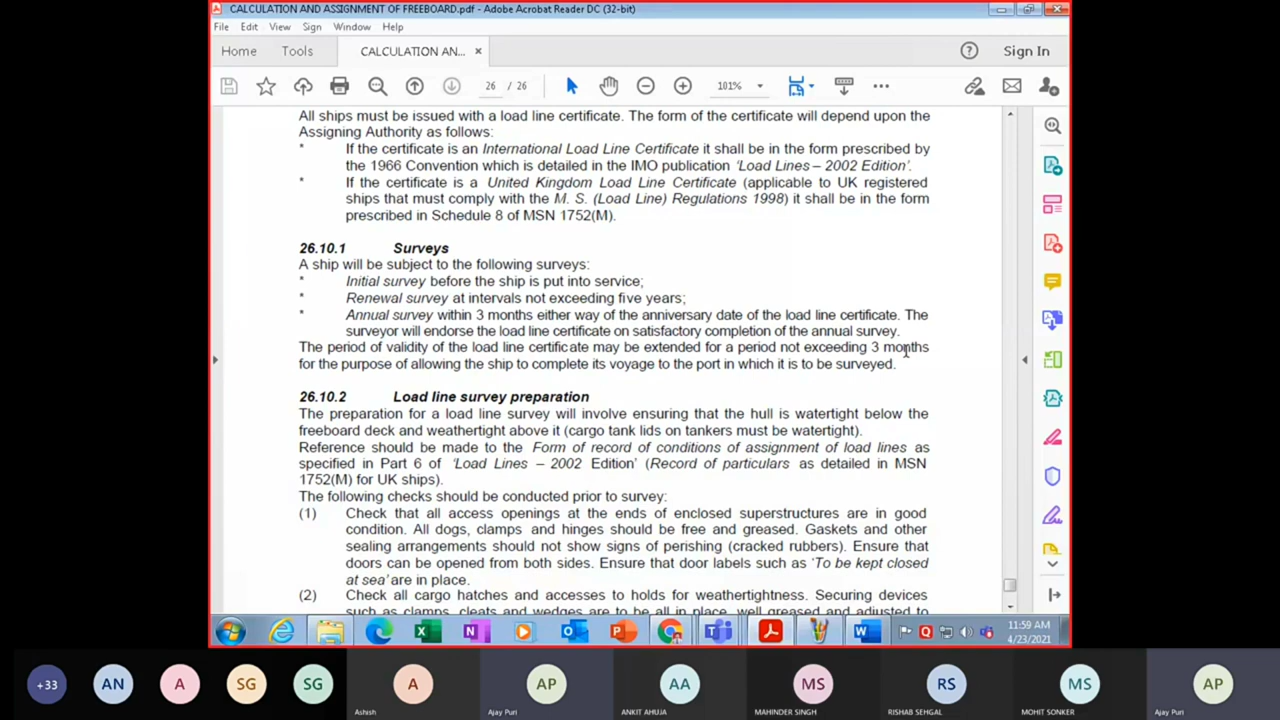 CALCULATION AND ASSIGNMENT OF FREEBOARD.pdf - Adobe Acrobat Reader DC (32-bit)
File Edit View Sign Window Help
Home Tools CALCULATION AN... × Sign In
26 / 26 101%
All ships must be issued with a load line certificate. The form of the certificate will depend upon the
Assigning Authority as follows:
* If the certificate is an International Load Line Certificate it shall be in the form prescribed by
the 1966 Convention which is detailed in the IMO publication 'Load Lines – 2002 Edition'.
* If the certificate is a United Kingdom Load Line Certificate (applicable to UK registered
ships that must comply with the M. S. (Load Line) Regulations 1998) it shall be in the form
prescribed in Schedule 8 of MSN 1752(M).
26.10.1 Surveys
A ship will be subject to the following surveys:
* Initial survey before the ship is put into service;
* Renewal survey at intervals not exceeding five years;
* Annual survey within 3 months either way of the anniversary date of the load line certificate. The
surveyor will endorse the load line certificate on satisfactory completion of the annual survey.
The period of validity of the load line certificate may be extended for a period not exceeding 3 months
for the purpose of allowing the ship to complete its voyage to the port in which it is to be surveyed.
26.10.2 Load line survey preparation
The preparation for a load line survey will involve ensuring that the hull is watertight below the
freeboard deck and weathertight above it (cargo tank lids on tankers must be watertight).
Reference should be made to the Form of record of conditions of assignment of load lines as
specified in Part 6 of 'Load Lines – 2002 Edition' (Record of particulars as detailed in MSN
1752(M) for UK ships).
The following checks should be conducted prior to survey:
(1) Check that all access openings at the ends of enclosed superstructures are in good
condition. All dogs, clamps and hinges should be free and greased. Gaskets and other
sealing arrangements should not show signs of perishing (cracked rubbers). Ensure that
doors can be opened from both sides. Ensure that door labels such as 'To be kept closed
at sea' are in place.
(2) Check all cargo hatches and accesses to holds for weathertightness. Securing devices
such as clamps, cleats and wedges are to be all in place, well greased and adjusted to
11:59 AM
4/23/2021
+33 AN A SG SG A AP AA MS RS MS AP
Ashish Ajay Puri ANKIT AHUJA MAHINDER SINGH RISHAB SEHGAL MOHIT SONKER Ajay Puri